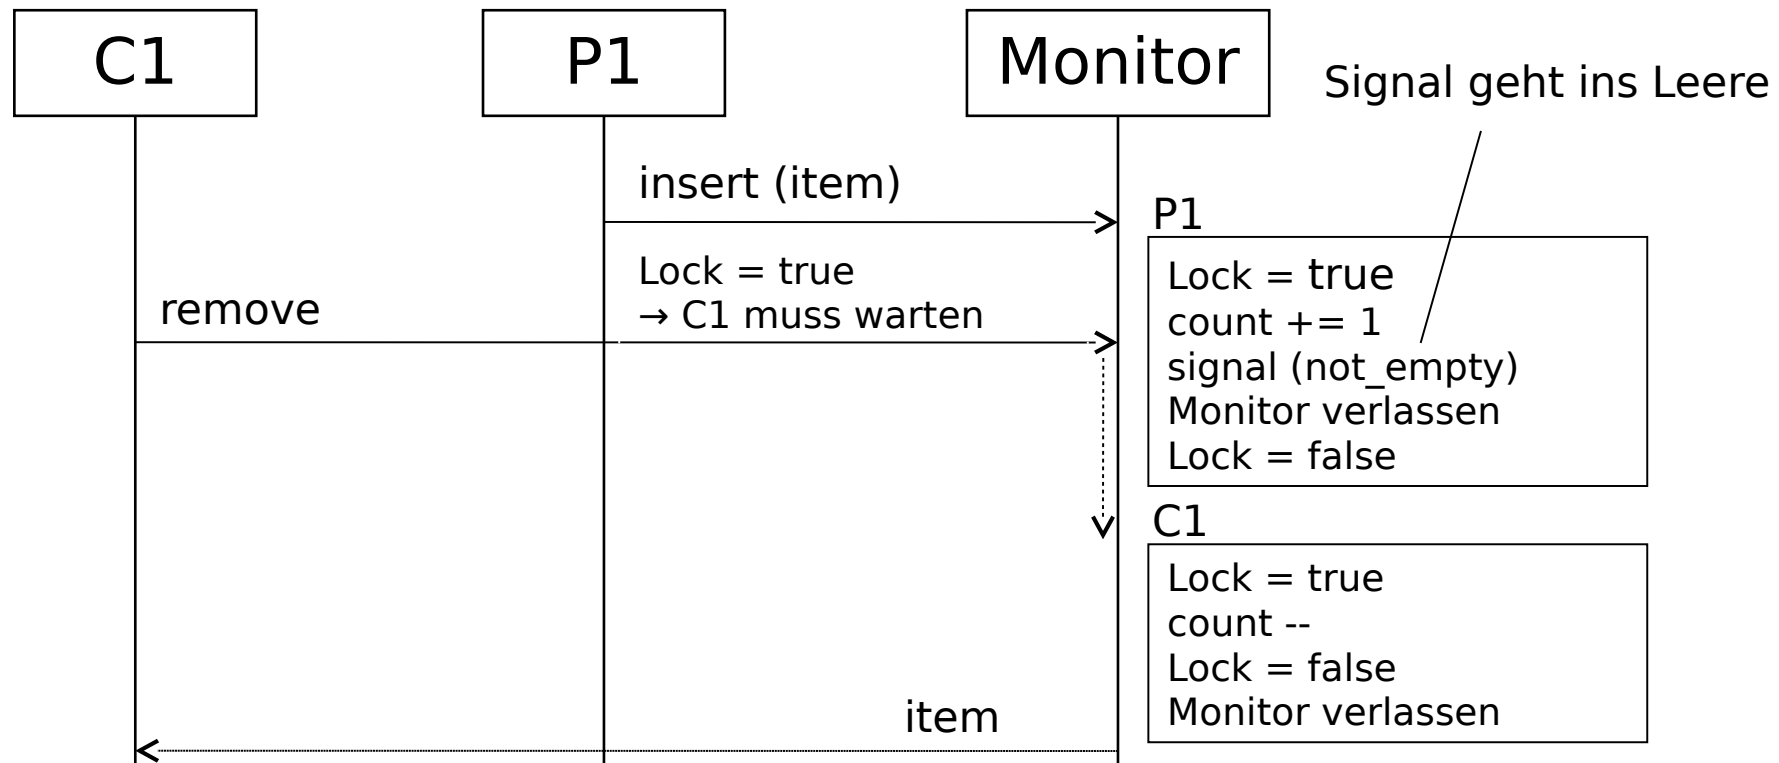 C1
P1
Monitor
Signal geht ins Leere
insert (item)
P1
Lock = true
→ C1 muss warten
remove
Lock = true
count += 1
signal (not_empty)
Monitor verlassen
Lock = false
C1
Lock = true
count --
Lock = false
Monitor verlassen
item